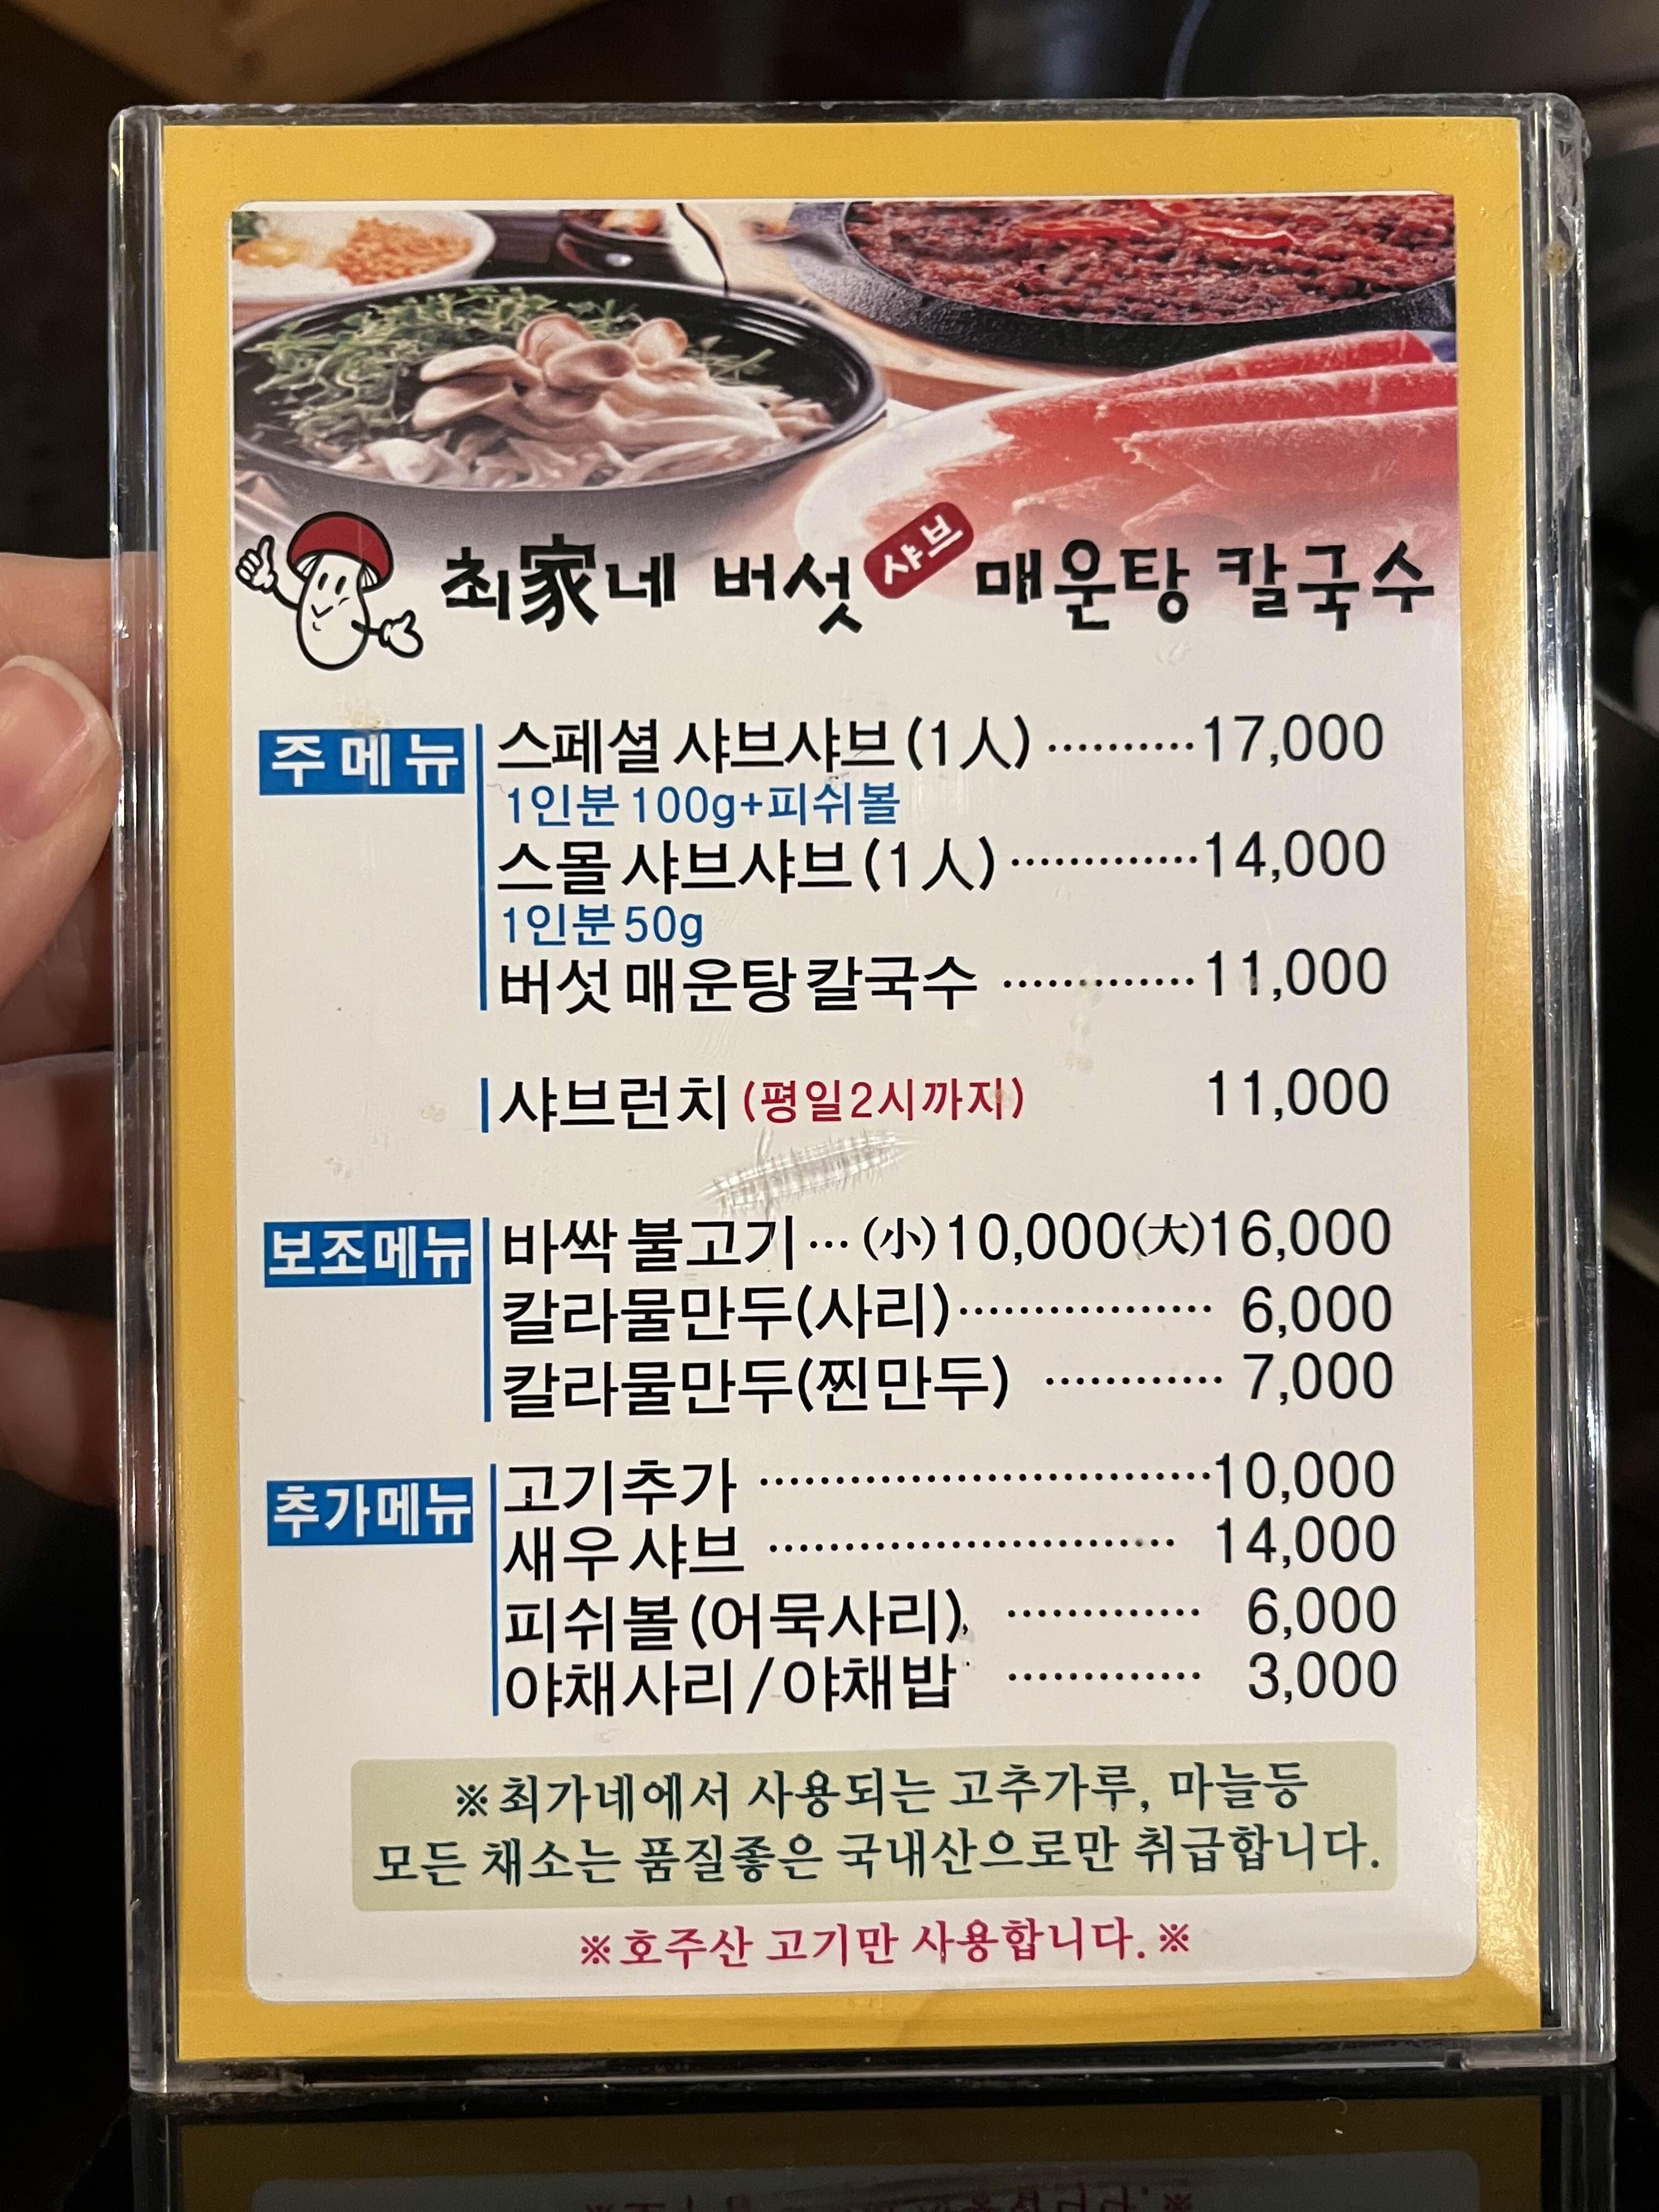 최家네 버섯 샤브 매운탕 칼국수
주메뉴
스페셜 샤브샤브(1人) ·········· 17,000
1인분 100g+피쉬볼
스몰 샤브샤브(1人) ············· 14,000
1인분 50g
버섯 매운탕 칼국수 ············· 11,000
샤브런치 (평일2시까지) 11,000
보조메뉴
바싹 불고기 ··· (小)10,000(大)16,000
칼라물만두(사리) ················· 6,000
칼라물만두(찐만두) ············ 7,000
추가메뉴
고기추가 ······························ 10,000
새우 샤브 ··························· 14,000
피쉬볼(어묵사리) ············· 6,000
야채사리/야채밥 ············· 3,000
※최가네에서 사용되는 고추가루, 마늘등
모든 채소는 품질좋은 국내산으로만 취급합니다.
※호주산 고기만 사용합니다.※